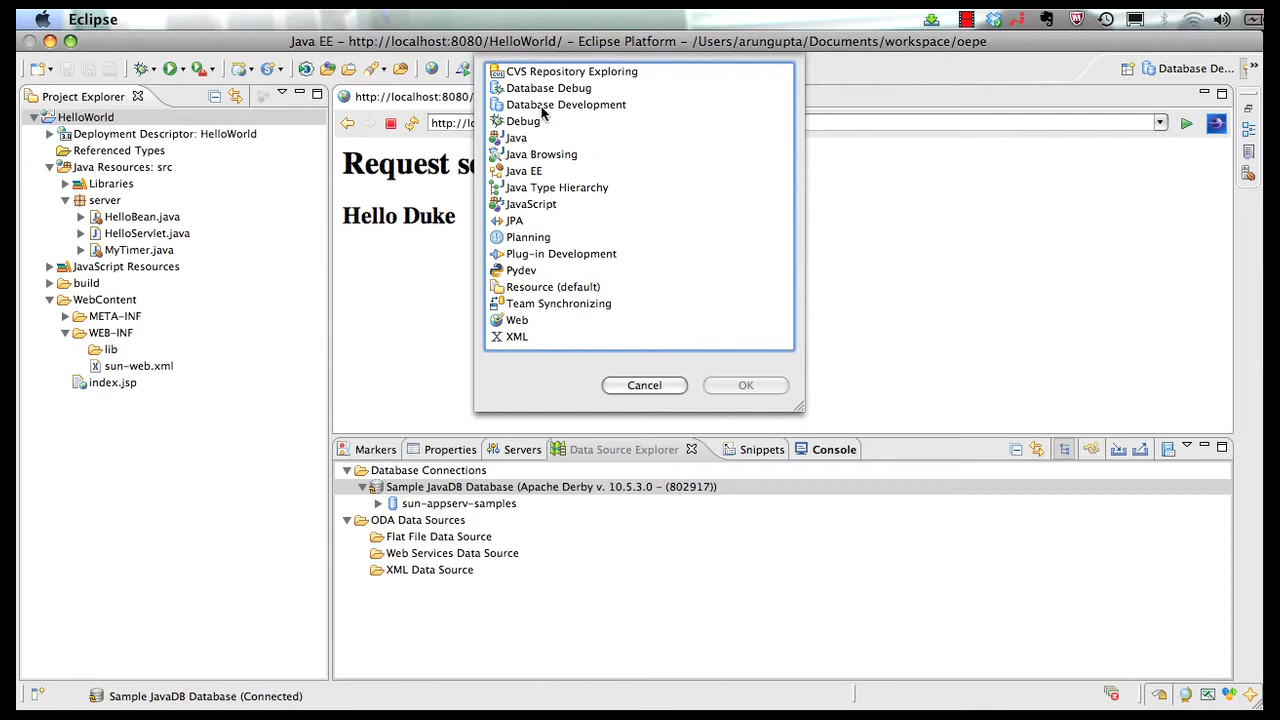 Eclipse
Java EE - http://localhost:8080/HelloWorld/ - Eclipse Platform - /Users/arungupta/Documents/workspace/oepe
Database De...
Project Explorer
HelloWorld
Deployment Descriptor: HelloWorld
Referenced Types
Java Resources: src
Libraries
server
HelloBean.java
HelloServlet.java
MyTimer.java
JavaScript Resources
build
WebContent
META-INF
WEB-INF
lib
sun-web.xml
index.jsp
http://localhost:8080/
http://lo
Request se
Hello Duke
CVS Repository Exploring
Database Debug
Database Development
Debug
Java
Java Browsing
Java EE
Java Type Hierarchy
JavaScript
JPA
Planning
Plug-in Development
Pydev
Resource (default)
Team Synchronizing
Web
XML
Cancel
OK
Markers
Properties
Servers
Data Source Explorer
Snippets
Console
Database Connections
Sample JavaDB Database (Apache Derby v. 10.5.3.0 - (802917))
sun-appserv-samples
ODA Data Sources
Flat File Data Source
Web Services Data Source
XML Data Source
Sample JavaDB Database (Connected)